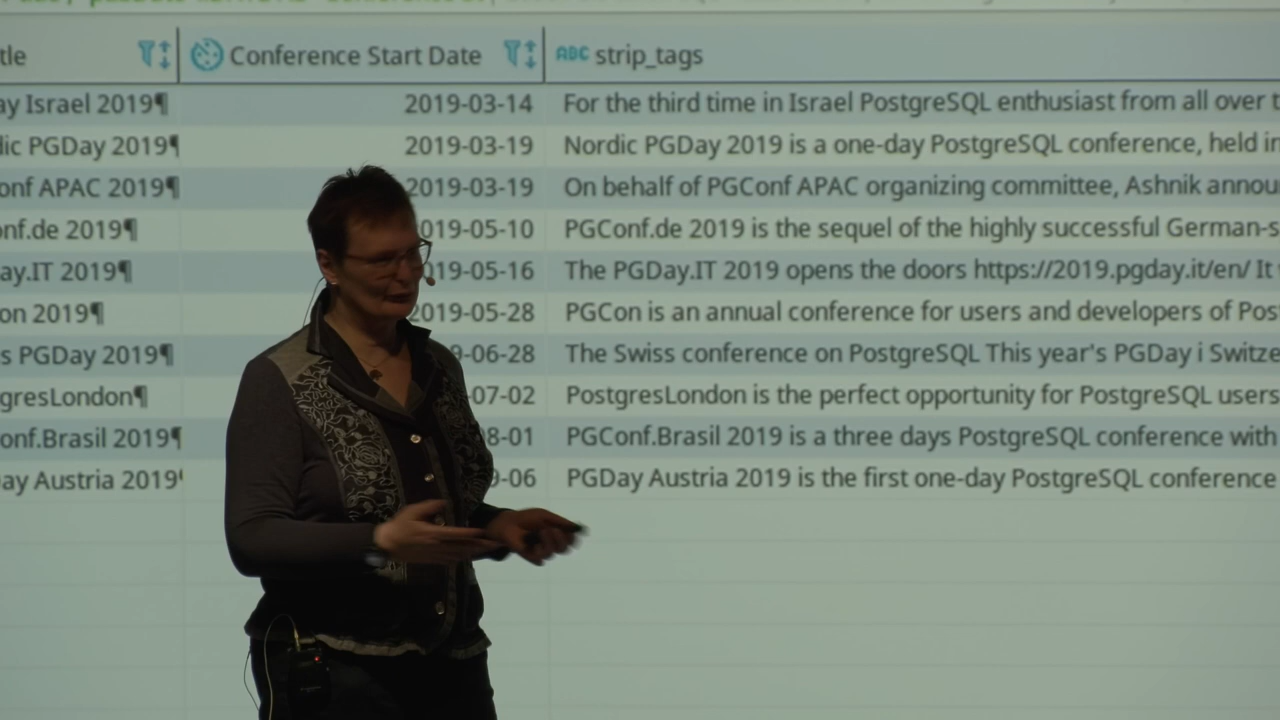 tle Conference Start Date ABC strip_tags
ay Israel 2019¶ 2019-03-14 For the third time in Israel PostgreSQL enthusiast from all over t
dic PGDay 2019¶ 2019-03-19 Nordic PGDay 2019 is a one-day PostgreSQL conference, held in
onf APAC 2019¶ 2019-03-19 On behalf of PGConf APAC organizing committee, Ashnik annou
onf.de 2019¶ 019-05-10 PGConf.de 2019 is the sequel of the highly successful German-s
ay.IT 2019¶ 019-05-16 The PGDay.IT 2019 opens the doors https://2019.pgday.it/en/ It
on 2019¶ 2019-05-28 PGCon is an annual conference for users and developers of Pos
s PGDay 2019¶ 9-06-28 The Swiss conference on PostgreSQL This year's PGDay i Switze
gresLondon¶ -07-02 PostgresLondon is the perfect opportunity for PostgreSQL users
onf.Brasil 2019¶ 8-01 PGConf.Brasil 2019 is a three days PostgreSQL conference with
ay Austria 2019 9-06 PGDay Austria 2019 is the first one-day PostgreSQL conference